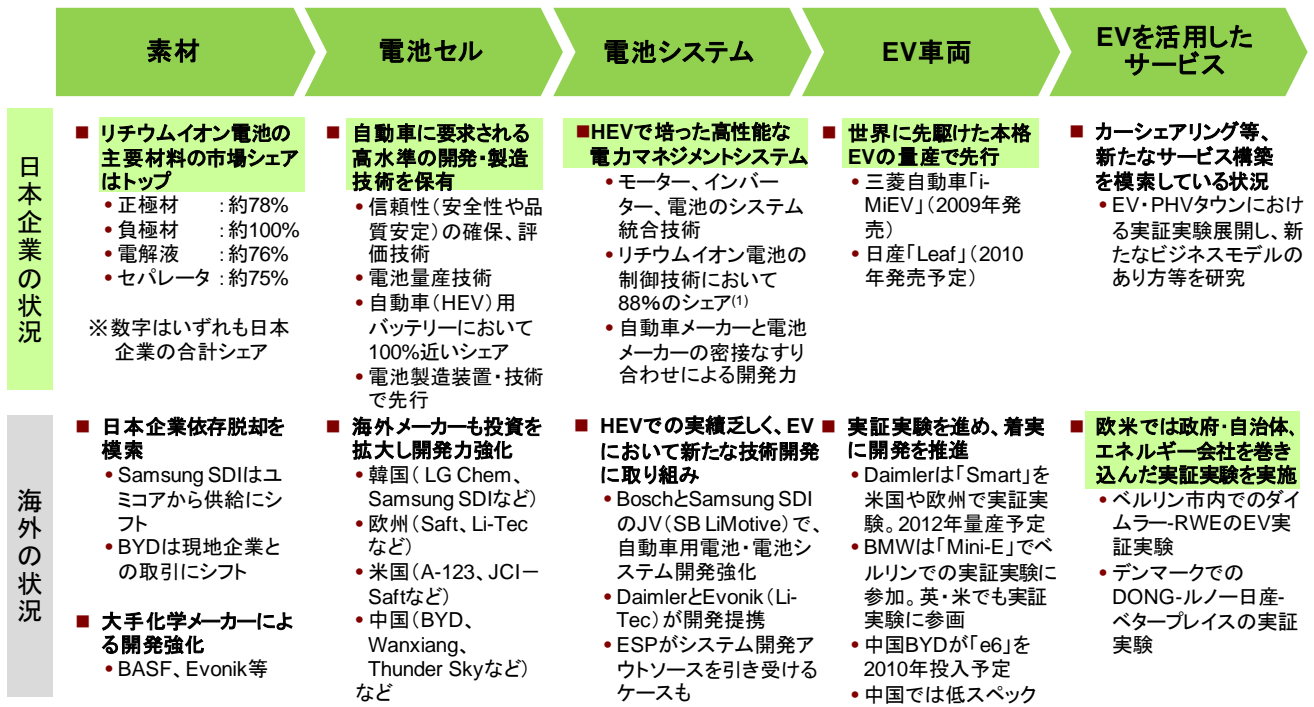 素材
電池セル
電池システム
EV車両
EVを活用した
サービス
日本企業の状況
■ リチウムイオン電池の
主要材料の市場シェア
はトップ
• 正極材 ：約78%
• 負極材 ：約100%
• 電解液 ：約76%
• セパレータ ：約75%
※数字はいずれも日本
企業の合計シェア
■ 自動車に要求される
高水準の開発・製造
技術を保有
• 信頼性（安全性や品
質安定）の確保、評
価技術
• 電池量産技術
• 自動車（HEV）用
バッテリーにおいて
100%近いシェア
• 電池製造装置・技術
で先行
■HEVで培った高性能な
電力マネジメントシステム
• モーター、インバー
ター、電池のシステム
統合技術
• リチウムイオン電池の
制御技術において
88%のシェア(1)
• 自動車メーカーと電池
メーカーの密接なすり
合わせによる開発力
■ 世界に先駆けた本格
EVの量産で先行
• 三菱自動車「i-
MiEV」（2009年発
売）
• 日産「Leaf」（2010
年発売予定）
■ カーシェアリング等、
新たなサービス構築
を模索している状況
• EV・PHVタウンにおけ
る実証実験展開し、新
たなビジネスモデルの
あり方等を研究
海外の状況
■ 日本企業依存脱却を
模索
• Samsung SDIはユ
ミコアから供給にシ
フト
• BYDは現地企業と
の取引にシフト
■ 大手化学メーカーによ
る開発強化
• BASF、Evonik等
■ 海外メーカーも投資を
拡大し開発力強化
• 韓国（ LG Chem、
Samsung SDIなど）
• 欧州（Saft、Li-Tec
など）
• 米国（A-123、JCI－
Saftなど）
• 中国（BYD、
Wanxiang、
Thunder Skyなど）
など
■ HEVでの実績乏しく、EV
において新たな技術開発
に取り組み
• BoschとSamsung SDI
のJV（SB LiMotive）で、
自動車用電池・電池シ
ステム開発強化
• DaimlerとEvonik（Li-
Tec）が開発提携
• ESPがシステム開発ア
ウトソースを引き受ける
ケースも
■ 実証実験を進め、着実
に開発を推進
• Daimlerは「Smart」を
米国や欧州で実証実
験。2012年量産予定
• BMWは「Mini-E」でベ
ルリンでの実証実験に
参加。英・米でも実証
実験に参画
• 中国BYDが「e6」を
2010年投入予定
• 中国では低スペック
■ 欧米では政府・自治体、
エネルギー会社を巻き
込んだ実証実験を実施
• ベルリン市内でのダイ
ムラー-RWEのEV実
証実験
• デンマークでの
DONG-ルノー日産-
ベタープレイスの実証
実験